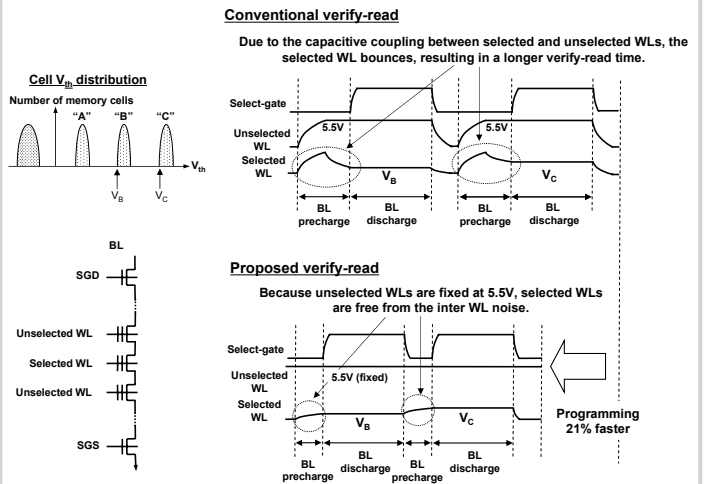 Conventional verify-read
Due to the capacitive coupling between selected and unselected WLs, the
selected WL bounces, resulting in a longer verify-read time.
Cell Vth distribution
Number of memory cells
"A"
"B"
"C"
Vth
VB
VC
Select-gate
Unselected
WL
5.5V
5.5V
Selected
WL
VB
VC
BL
precharge
BL
discharge
BL
precharge
BL
discharge
BL
SGD
Unselected WL
Selected WL
Unselected WL
SGS
Proposed verify-read
Because unselected WLs are fixed at 5.5V, selected WLs
are free from the inter WL noise.
Select-gate
Unselected
WL
5.5V (fixed)
Selected
WL
VB
VC
BL
precharge
BL
discharge
BL
precharge
BL
discharge
Programming
21% faster